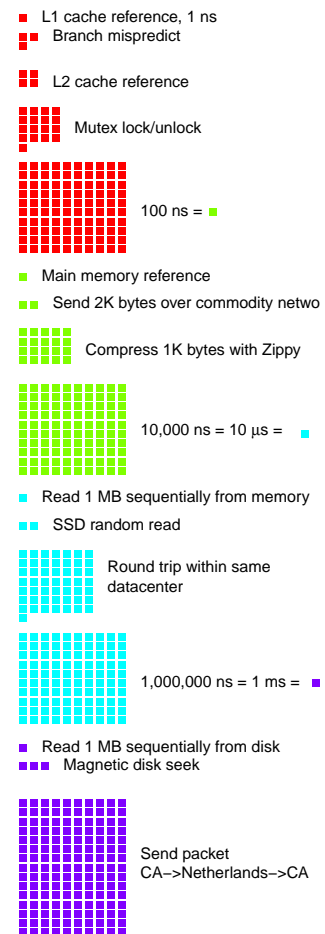 L1 cache reference, 1 ns
Branch mispredict
L2 cache reference
Mutex lock/unlock
100 ns =
Main memory reference
Send 2K bytes over commodity netwo
Compress 1K bytes with Zippy
10,000 ns = 10 μs =
Read 1 MB sequentially from memory
SSD random read
Round trip within same
datacenter
1,000,000 ns = 1 ms =
Read 1 MB sequentially from disk
Magnetic disk seek
Send packet
CA−>Netherlands−>CA